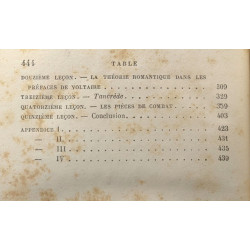 444 TABLE
DOUZIÈME LEÇON. — LA THÉORIE ROMANTIQUE DANS LES
PRÉFACES DE VOLTAIRE. . . . . . . . . . . 309
TREIZIÈME LEÇON. — Tancrède. . . . . . . . . . . 329
QUATORZIÈME LEÇON. — LES PIÈCES DE COMBAT. . . . . 359
QUINZIÈME LEÇON. — Conclusion. . . . . . . . . . . 403
APPENDICE I. . . . . . . . . . . 423
— II. . . . . . . . . . . 431
— III. . . . . . . . . . . 435
— IV. . . . . . . . . . . 439